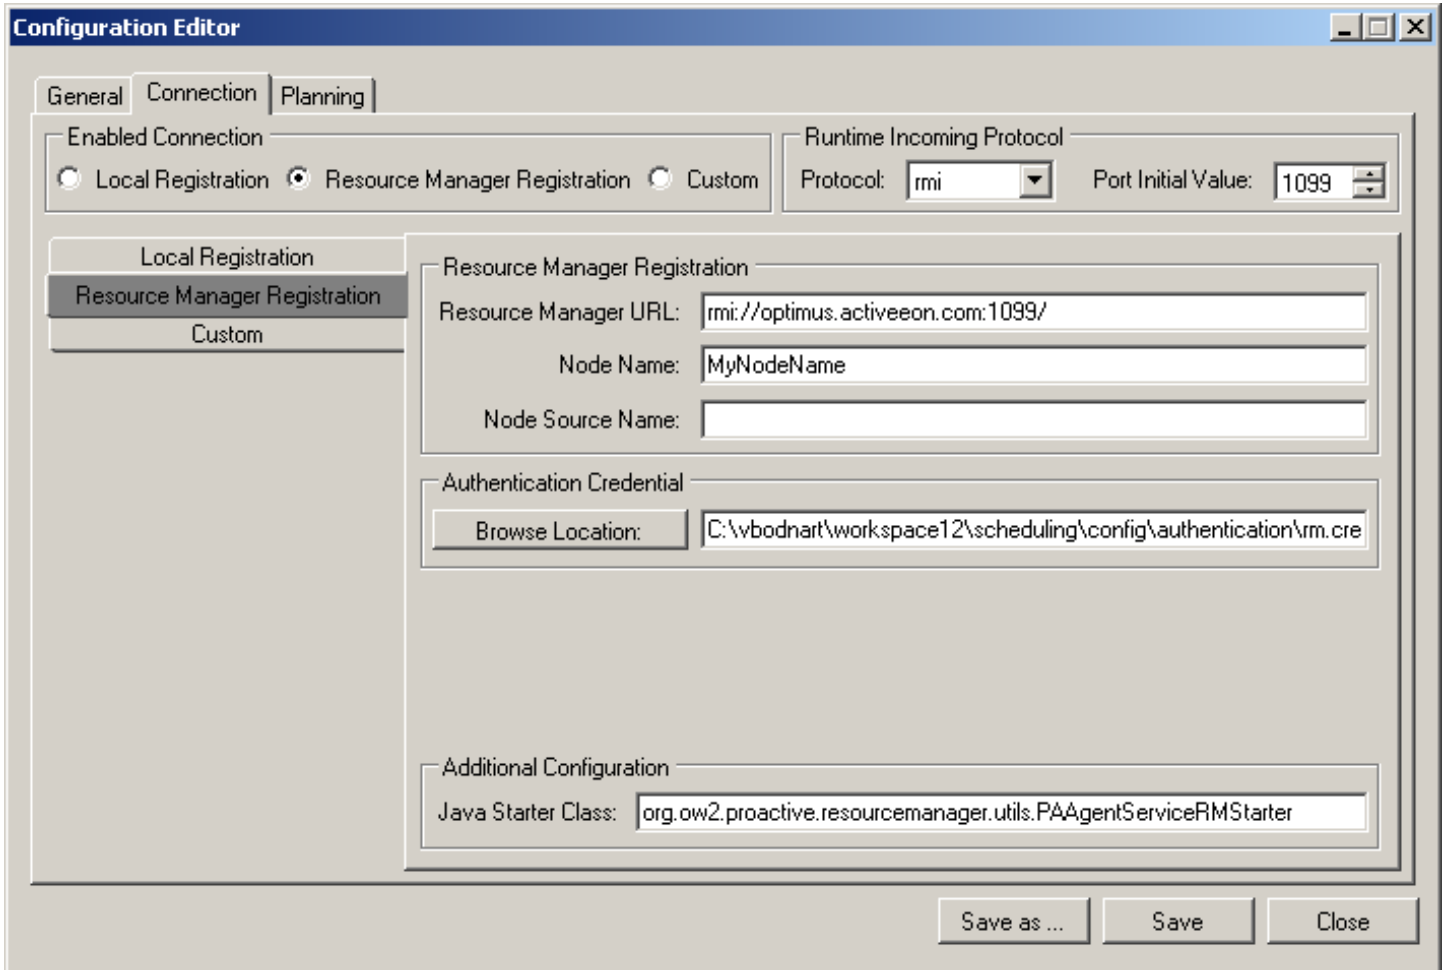 Configuration Editor
General Connection Planning
Enabled Connection
Local Registration Resource Manager Registration Custom
Runtime Incoming Protocol
Protocol: rmi Port Initial Value: 1099
Local Registration
Resource Manager Registration
Custom
Resource Manager Registration
Resource Manager URL: rmi://optimus.activeeon.com:1099/
Node Name: MyNodeName
Node Source Name:
Authentication Credential
Browse Location: C:\vbodnart\workspace12\scheduling\config\authentication\rm.cre
Additional Configuration
Java Starter Class: org.ow2.proactive.resourcemanager.utils.PAAgentServiceRMStarter
Save as ... Save Close